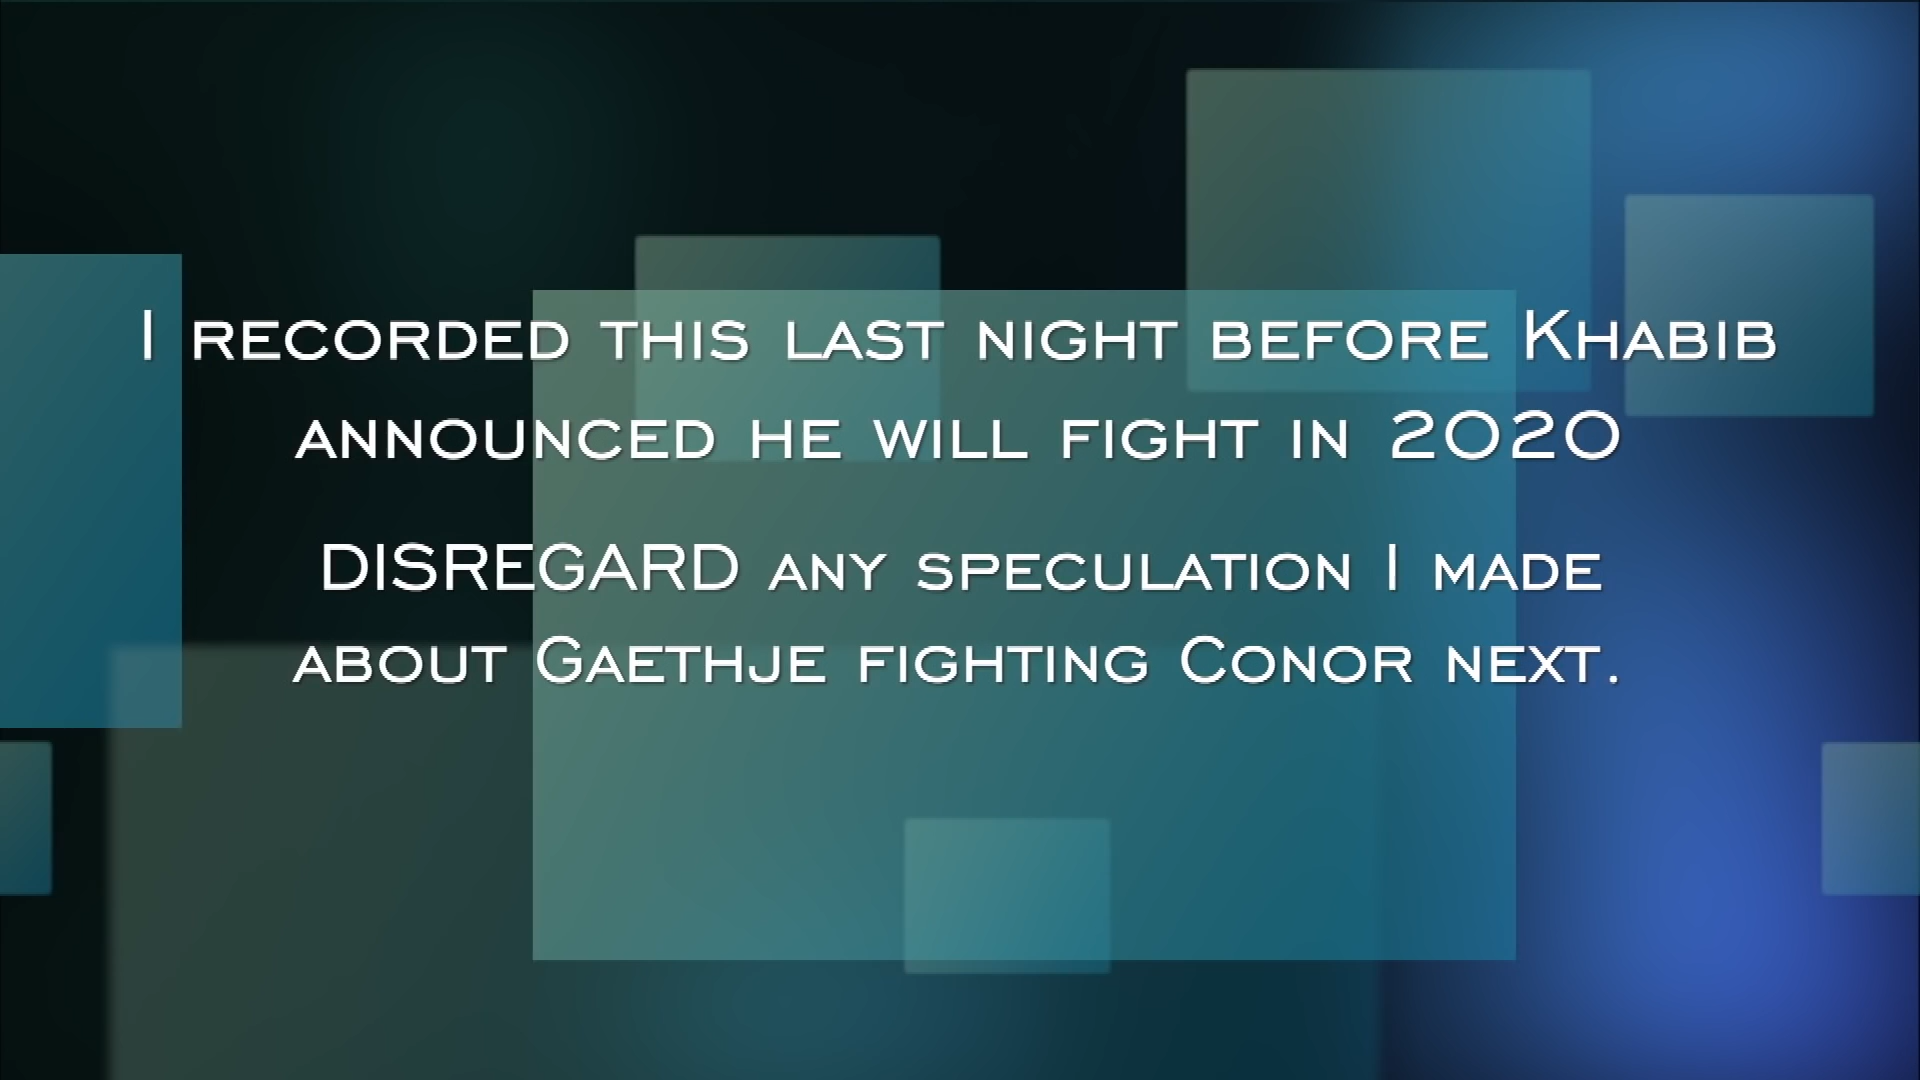 I recorded this last night before Khabib
announced he will fight in 2020
DISREGARD any speculation I made
about Gaethje fighting Conor next.